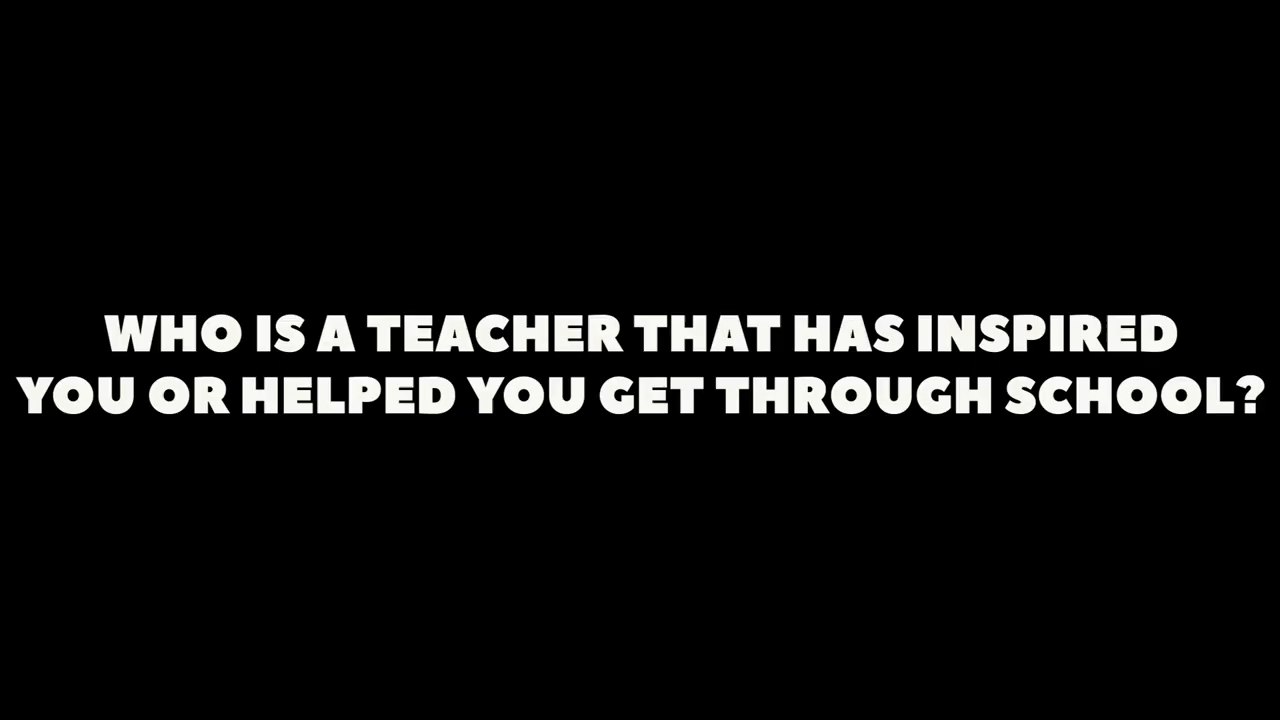 WHO IS A TEACHER THAT HAS INSPIRED
YOU OR HELPED YOU GET THROUGH SCHOOL?